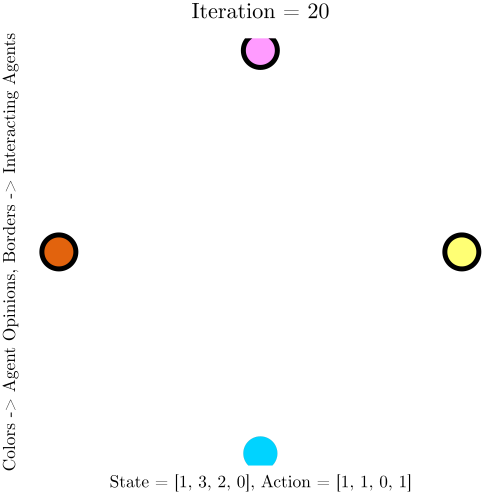 Iteration = 20
Colors -> Agent Opinions, Borders -> Interacting Agents
State = [1, 3, 2, 0], Action = [1, 1, 0, 1]